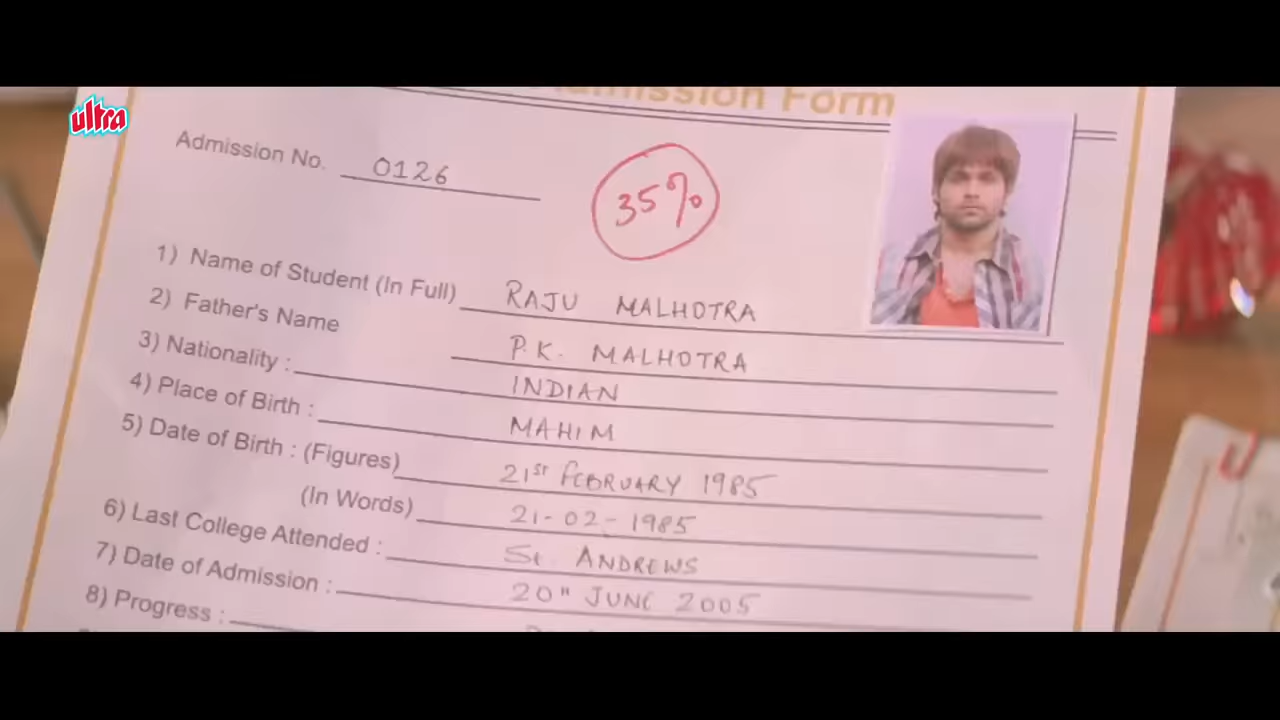 ultra
Admission Form
Admission No. 0126
35%
1) Name of Student (In Full) RAJU MALHOTRA
2) Father's Name P.K. MALHOTRA
3) Nationality : INDIAN
4) Place of Birth : MAHIM
5) Date of Birth : (Figures) 21ST FEBRUARY 1985
(In Words) 21-02-1985
6) Last College Attended : St. ANDREWS
7) Date of Admission : 20TH JUNE 2005
8) Progress :